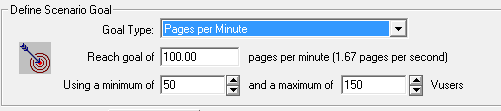 Define Scenario Goal
Goal Type: Pages per Minute
Reach goal of 100.00 pages per minute (1.67 pages per second)
Using a minimum of 50 and a maximum of 150 Vusers